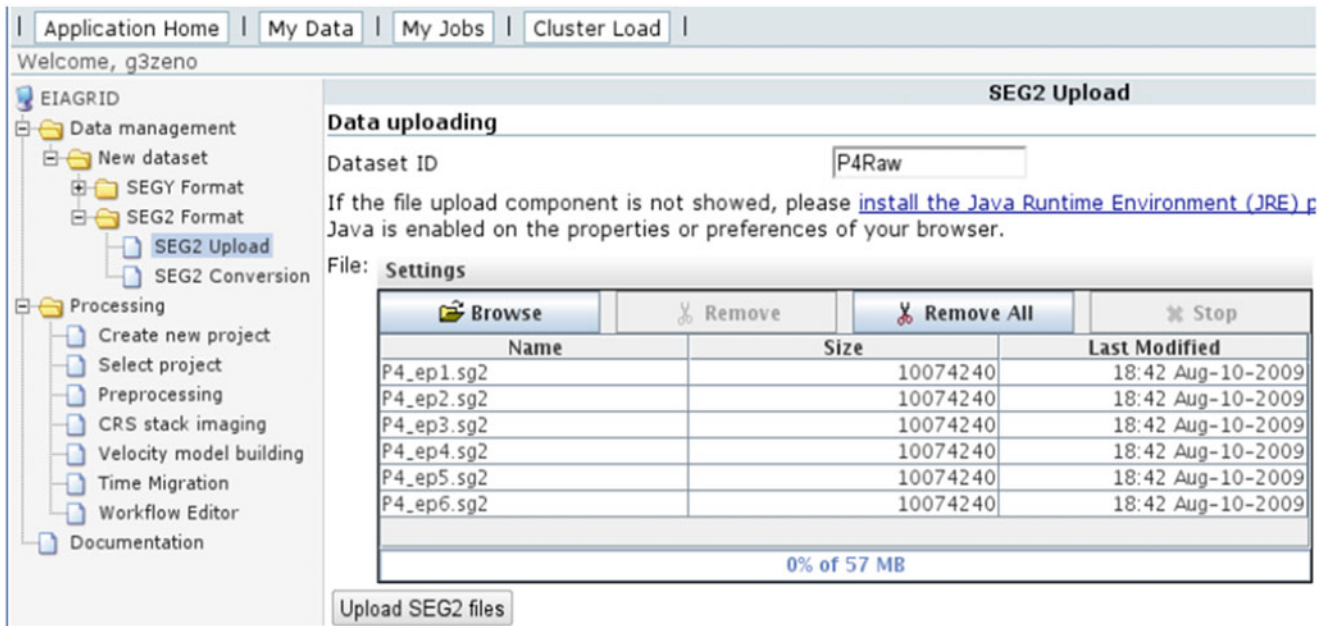 | Application Home | My Data | My Jobs | Cluster Load |
Welcome, g3zeno
EIAGRID
Data management
New dataset
SEGY Format
SEG2 Format
SEG2 Upload
SEG2 Conversion
Processing
Create new project
Select project
Preprocessing
CRS stack imaging
Velocity model building
Time Migration
Workflow Editor
Documentation
SEG2 Upload
Data uploading
Dataset ID P4Raw
If the file upload component is not showed, please install the Java Runtime Environment (JRE) p
Java is enabled on the properties or preferences of your browser.
File: Settings
Browse Remove Remove All Stop
Name Size Last Modified
P4_ep1.sg2 10074240 18:42 Aug-10-2009
P4_ep2.sg2 10074240 18:42 Aug-10-2009
P4_ep3.sg2 10074240 18:42 Aug-10-2009
P4_ep4.sg2 10074240 18:42 Aug-10-2009
P4_ep5.sg2 10074240 18:42 Aug-10-2009
P4_ep6.sg2 10074240 18:42 Aug-10-2009
0% of 57 MB
Upload SEG2 files